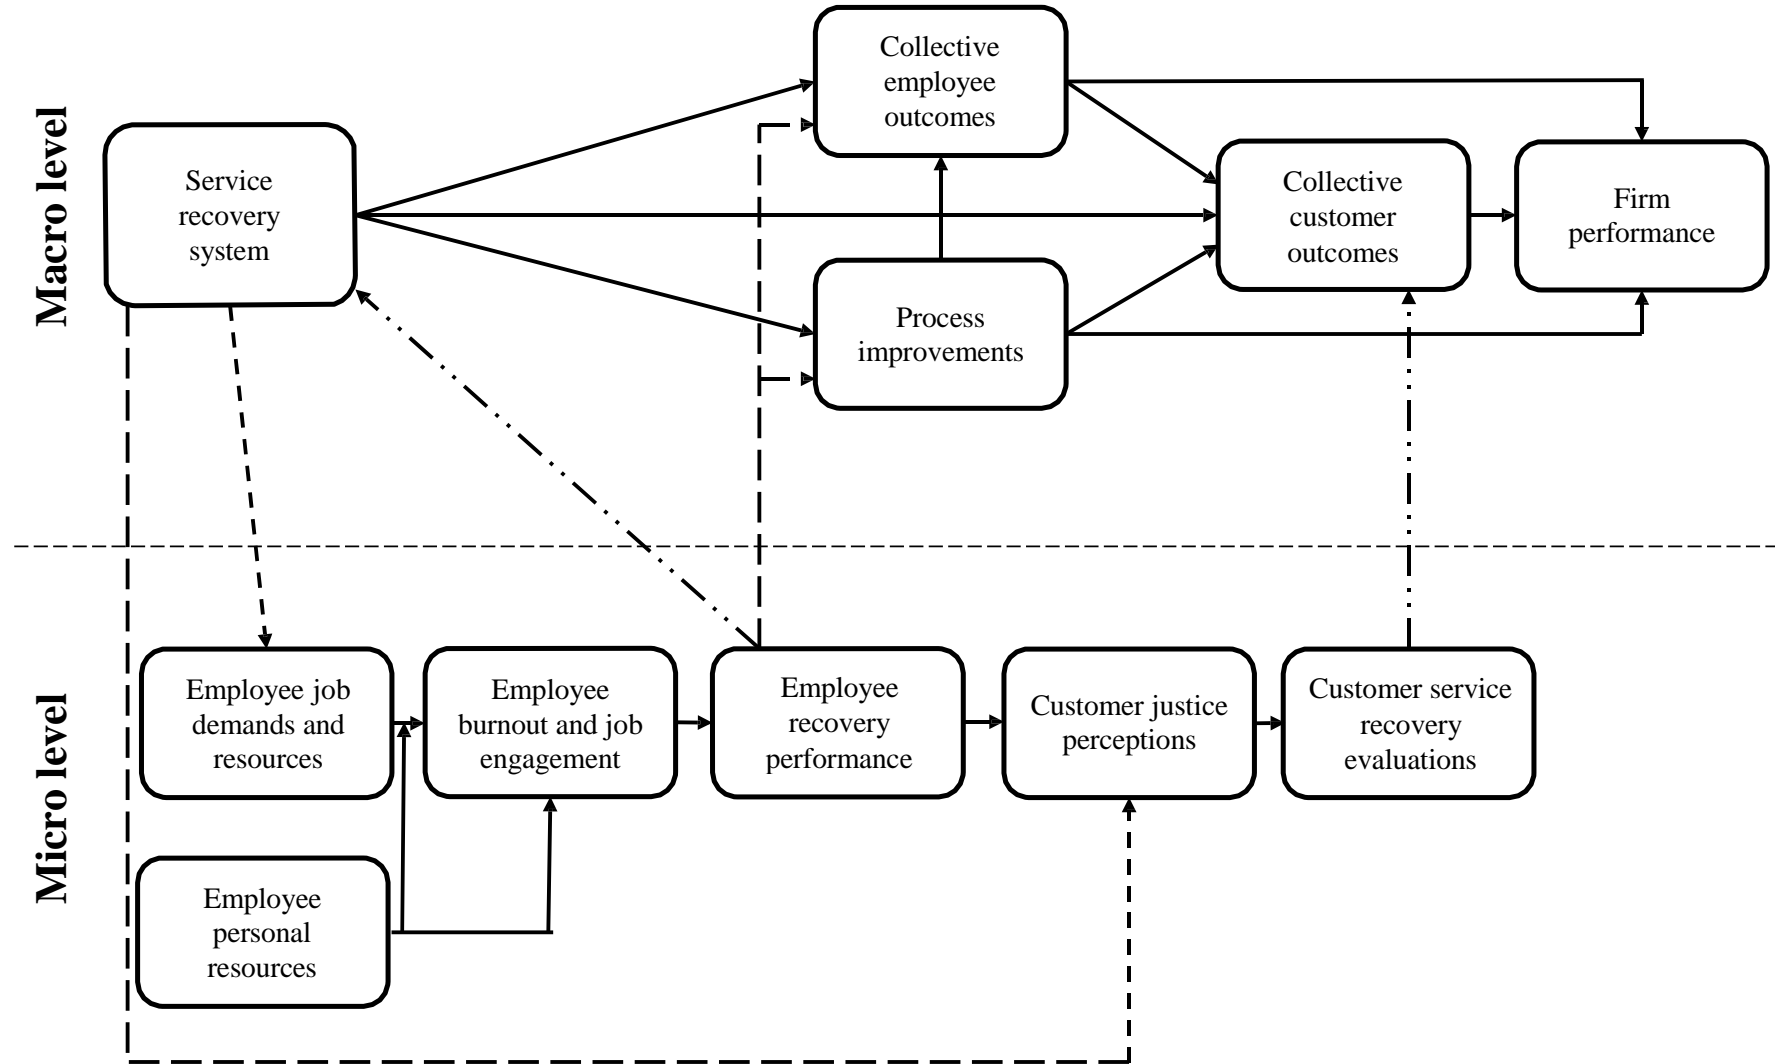 Macro level
Service
recovery
system
Collective
employee
outcomes
Process
improvements
Collective
customer
outcomes
Firm
performance
Micro level
Employee job
demands and
resources
Employee
burnout and job
engagement
Employee
recovery
performance
Customer justice
perceptions
Customer service
recovery
evaluations
Employee
personal
resources